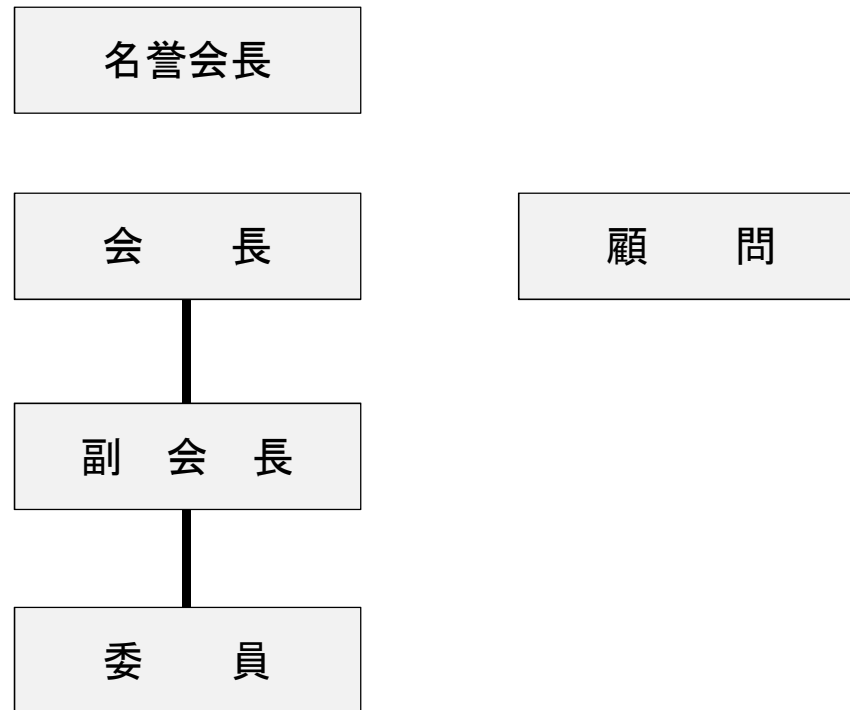 名誉会長
会　　長
顧　　問
副　会　長
委　　員